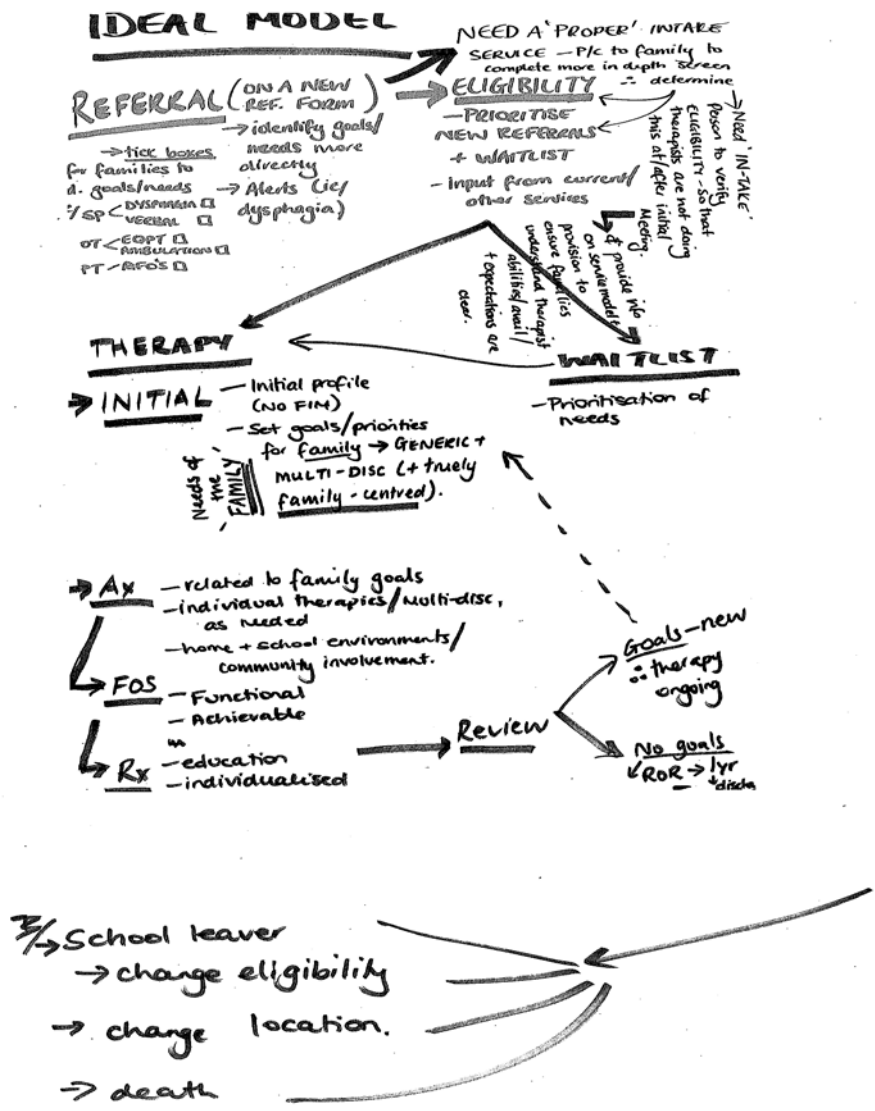 IDEAL MODEL
NEED A 'PROPER' INTAKE
SERVICE - P/c to family to
complete more in depth screen
∴ determine
REFERRAL (ON A NEW
REF. FORM)
→ identify goals/
needs more
directly
→ Alerts (ie/
dysphagia)
→ tick boxes
for families to
d. goals/needs
SP < DYSPHAGIA □
VERBAL □
OT < EQPT □
AMBULATION □
PT - AFO'S □
ELIGIBILITY
- PRIORITISE
NEW REFERRALS
+ WAITLIST
- input from current/
other services
→ Need 'IN-TAKE'
Person to verify
ELIGIBILITY - so that
therapists are not doing
this at/after initial
Meeting.
& provide info
on service model &
provision to
ensure families
understand therapist
abilities/avail/
+ expectations are
clear.
THERAPY
→ INITIAL
- Initial profile
(NO FIM)
- Set goals/priorities
for family → GENERIC +
MULTI-DISC (+ truely
family-centred).
Needs of
the
FAMILY
WAITLIST
- Prioritisation of
needs
→ Ax
- related to family goals
- individual therapies/Multi-disc,
as needed
- home + school environments/
community involvement.
→ FOS
- Functional
- Achievable
→ Rx
- education
- individualised
Review
Goals - new
∴ therapy
ongoing
No goals
↙ ROR → 1yr
→ School leaver
→ change eligibility
→ change location.
→ death